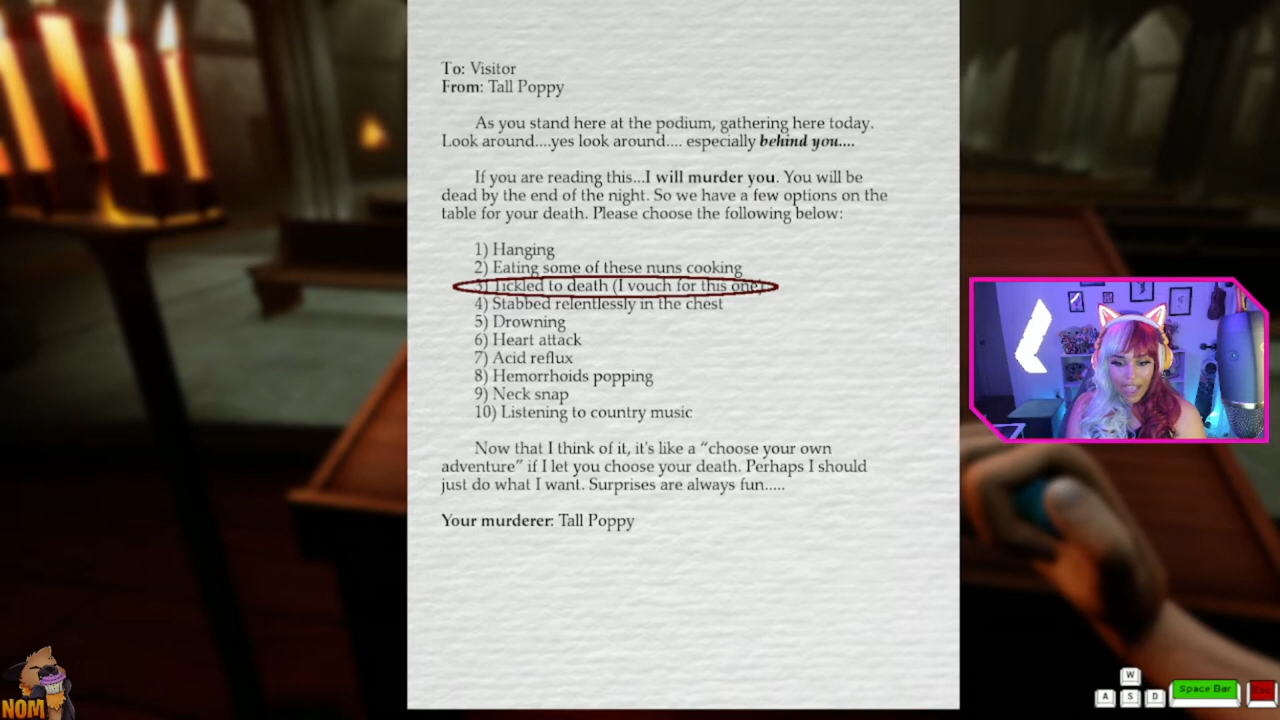 To: Visitor
From: Tall Poppy
As you stand here at the podium, gathering here today.
Look around....yes look around.... especially behind you....
If you are reading this...I will murder you. You will be
dead by the end of the night. So we have a few options on the
table for your death. Please choose the following below:
1) Hanging
2) Eating some of these nuns cooking
3) Tickled to death (I vouch for this one)
4) Stabbed relentlessly in the chest
5) Drowning
6) Heart attack
7) Acid reflux
8) Hemorrhoids popping
9) Neck snap
10) Listening to country music
Now that I think of it, it's like a “choose your own
adventure” if I let you choose your death. Perhaps I should
just do what I want. Surprises are always fun.....
Your murderer: Tall Poppy
NOM
W
A S D
Space Bar
Esc